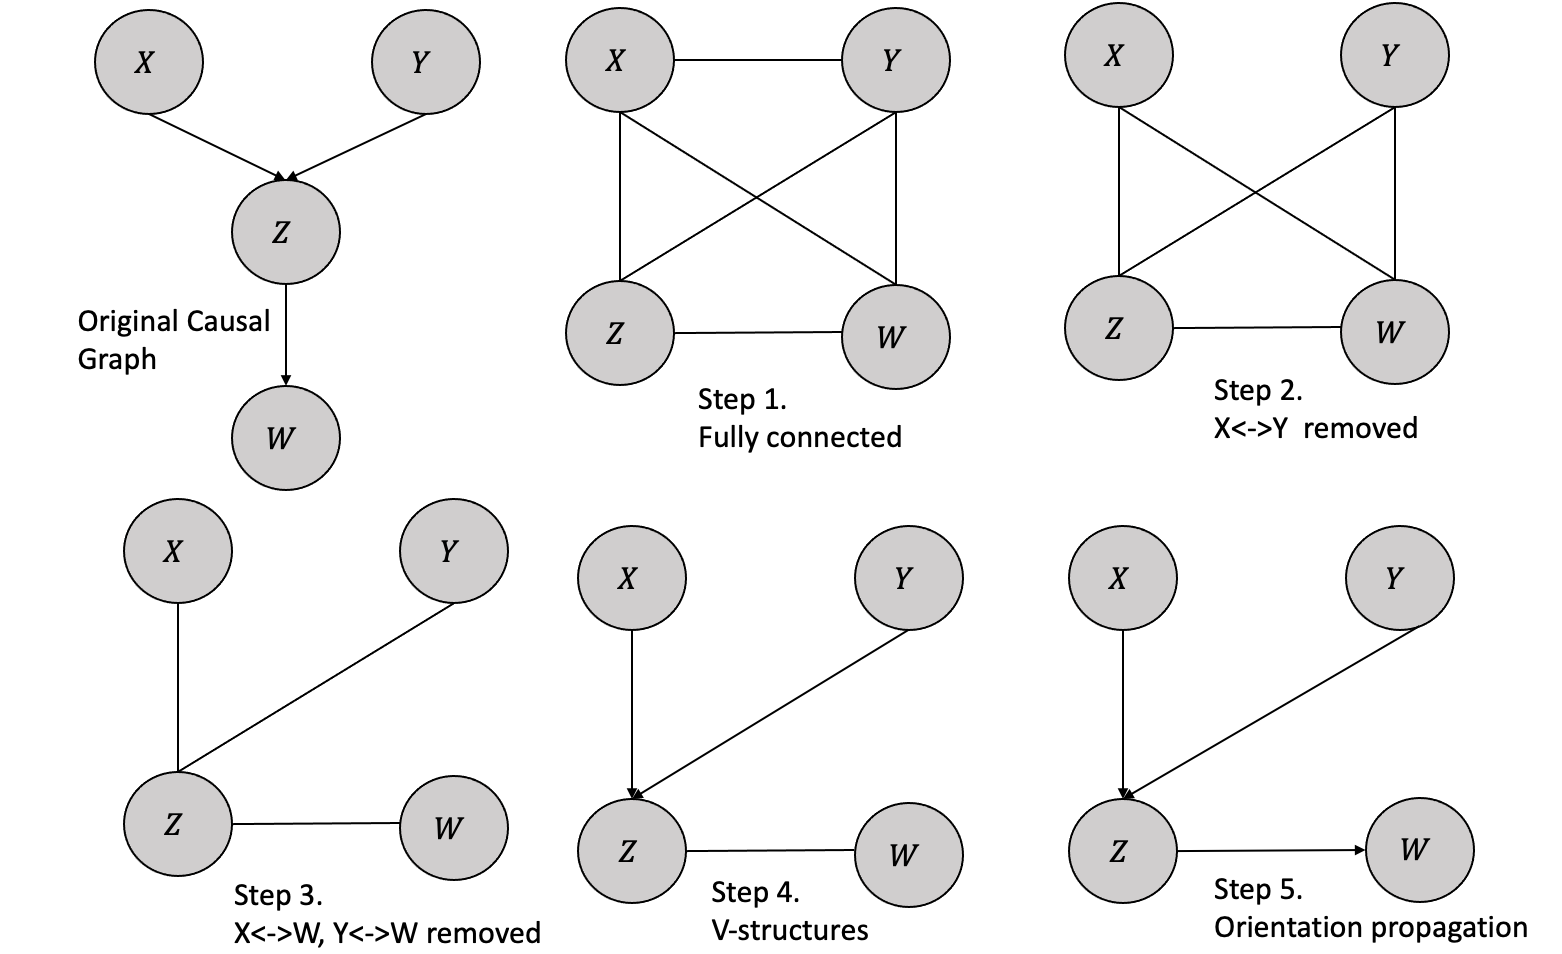 X
Y
Z
Original Causal
Graph
W
X
Y
Z
W
Step 1.
Fully connected
X
Y
Z
W
Step 2.
X<->Y removed
X
Y
Z
W
Step 3.
X<->W, Y<->W removed
X
Y
Z
W
Step 4.
V-structures
X
Y
Z
W
Step 5.
Orientation propagation